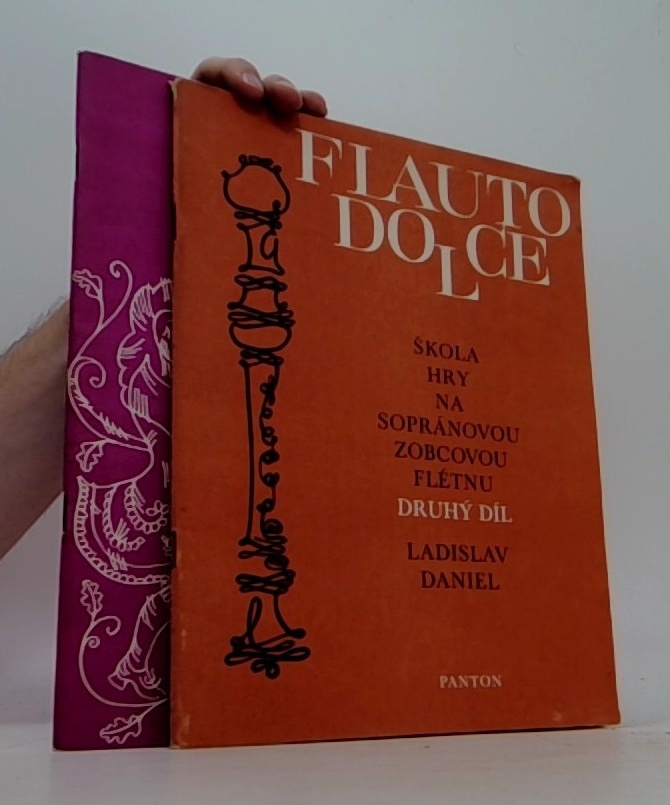 FLAUTO
DOLCE
ŠKOLA
HRY
NA
SOPRÁNOVOU
ZOBCOVOU
FLÉTNU
DRUHÝ DÍL
LADISLAV
DANIEL
PANTON